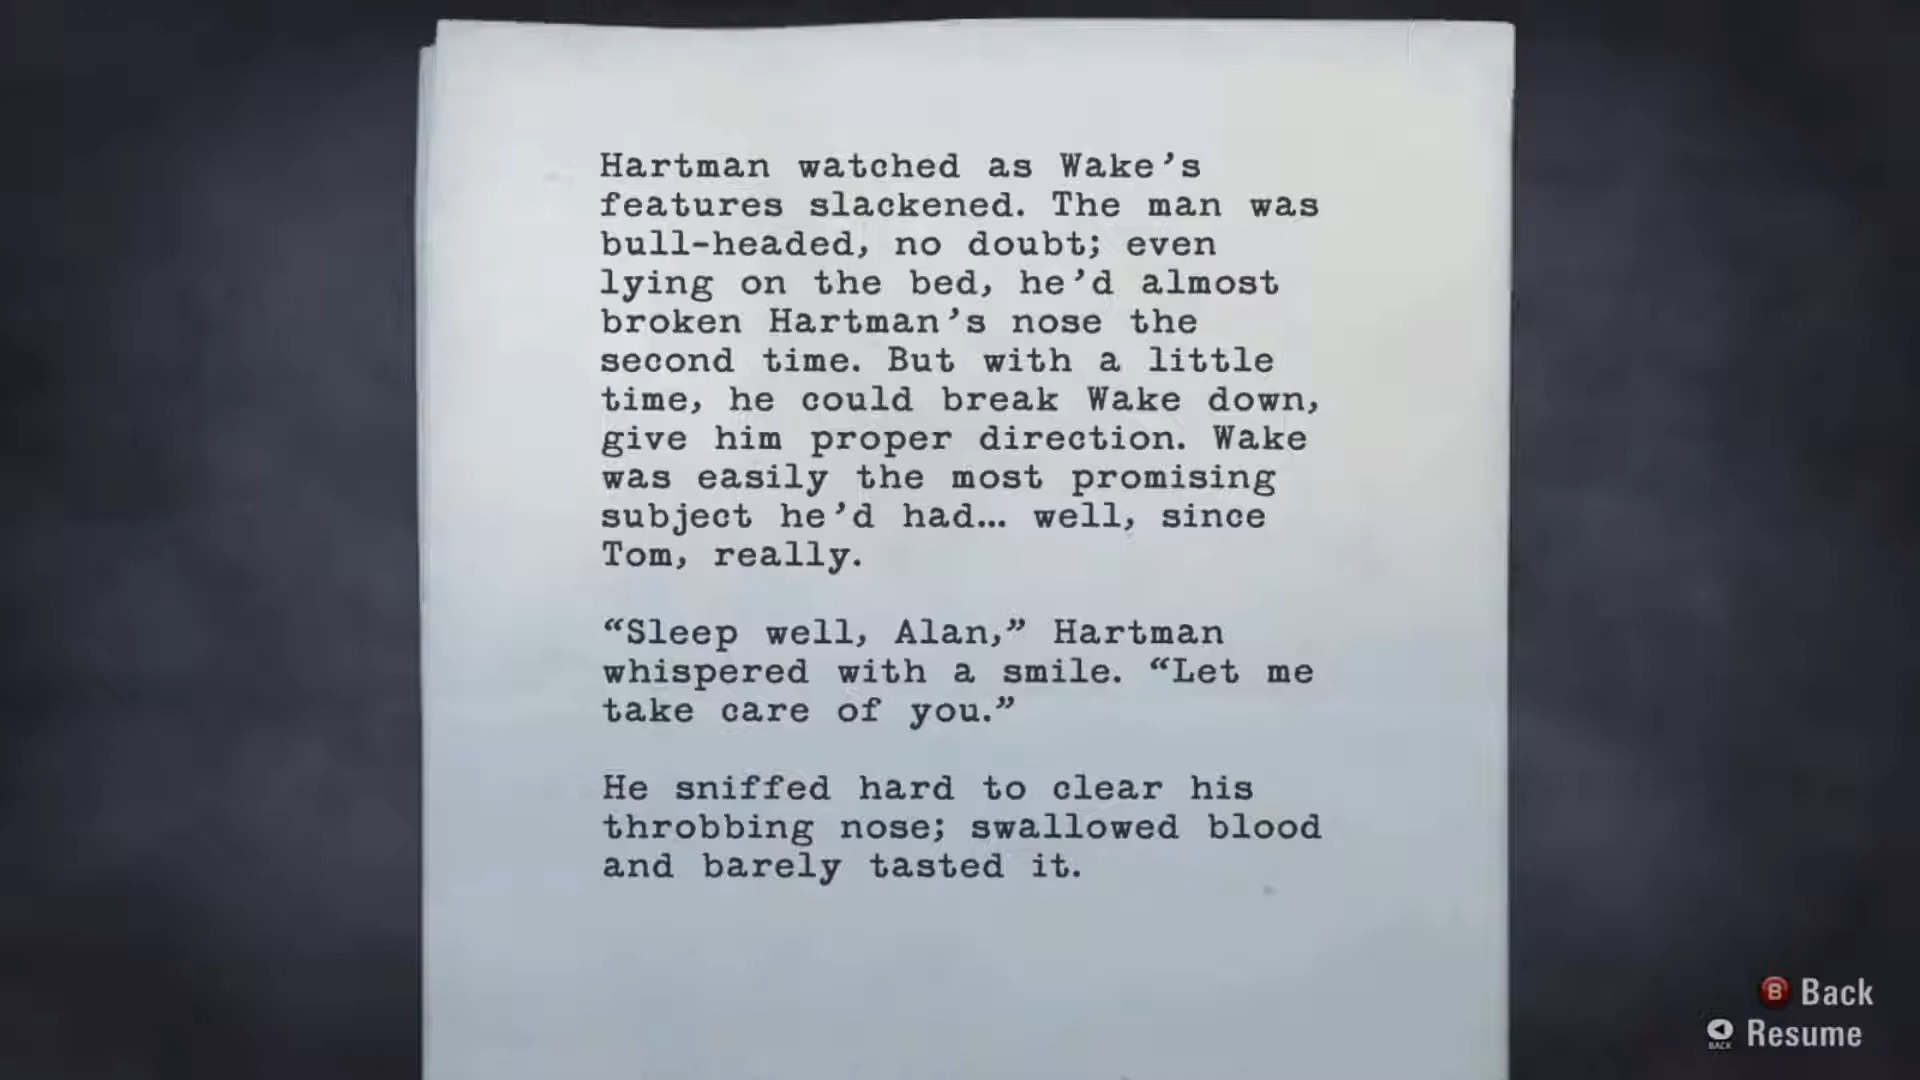 Hartman watched as Wake’s
features slackened. The man was
bull-headed, no doubt; even
lying on the bed, he’d almost
broken Hartman’s nose the
second time. But with a little
time, he could break Wake down,
give him proper direction. Wake
was easily the most promising
subject he’d had… well, since
Tom, really.
“Sleep well, Alan,” Hartman
whispered with a smile. “Let me
take care of you.”
He sniffed hard to clear his
throbbing nose; swallowed blood
and barely tasted it.
B Back
BACK Resume